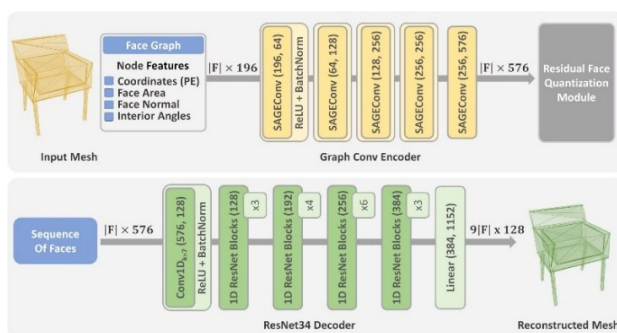 Face Graph
Node Features
Coordinates (PE)
Face Area
Face Normal
Interior Angles
Input Mesh
|F| × 196
SAGEConv (196, 64)
ReLU + BatchNorm
SAGEConv (64, 128)
SAGEConv (128, 256)
SAGEConv (256, 256)
SAGEConv (256, 576)
Graph Conv Encoder
|F| × 576
Residual Face
Quantization
Module
Sequence
Of Faces
|F| × 576
Conv1Dₖ₌₇ (576, 128)
ReLU + BatchNorm
1D ResNet Blocks (128)
x3
1D ResNet Blocks (192)
x4
1D ResNet Blocks (256)
x6
1D ResNet Blocks (384)
x3
Linear (384, 1152)
ResNet34 Decoder
9|F| x 128
Reconstructed Mesh